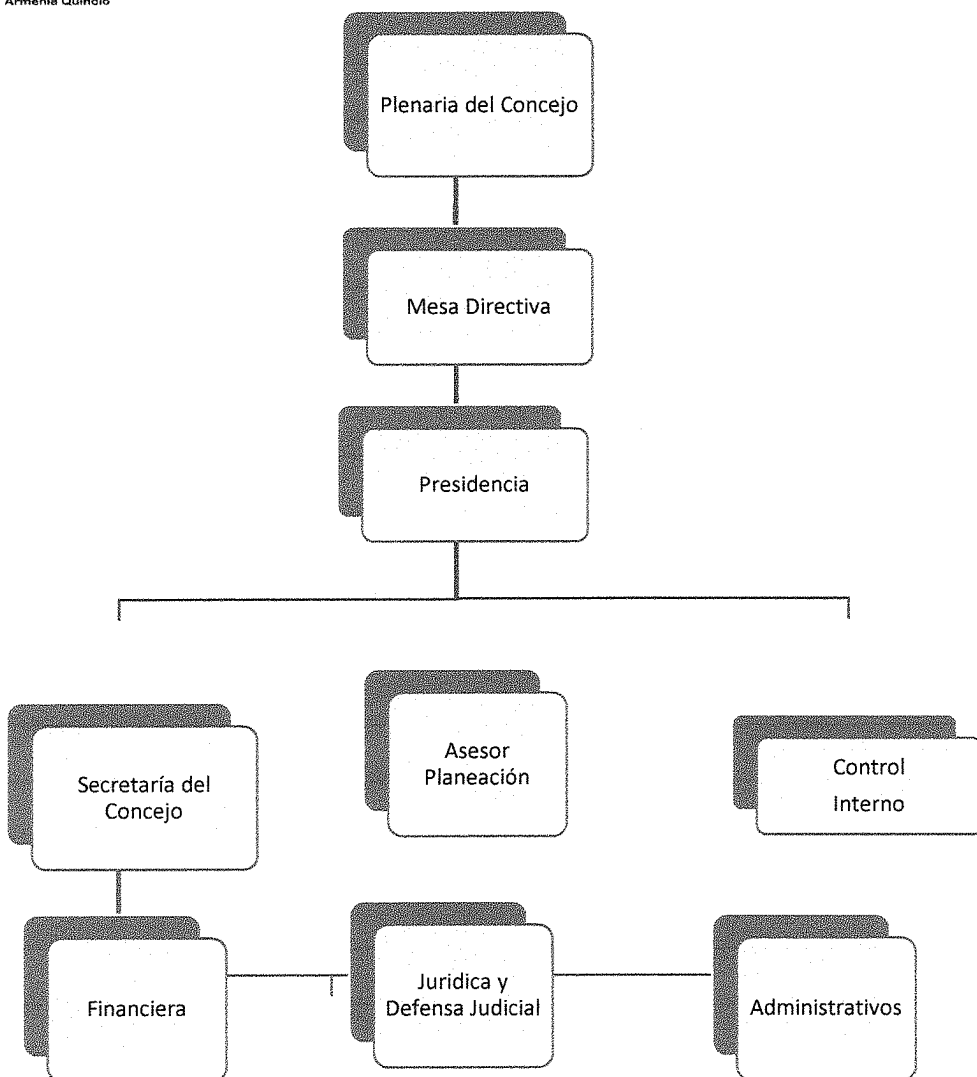 Armenia Quindío
Plenaria del Concejo
Mesa Directiva
Presidencia
Secretaría del
Concejo
Asesor
Planeación
Control
Interno
Financiera
Juridica y
Defensa Judicial
Administrativos